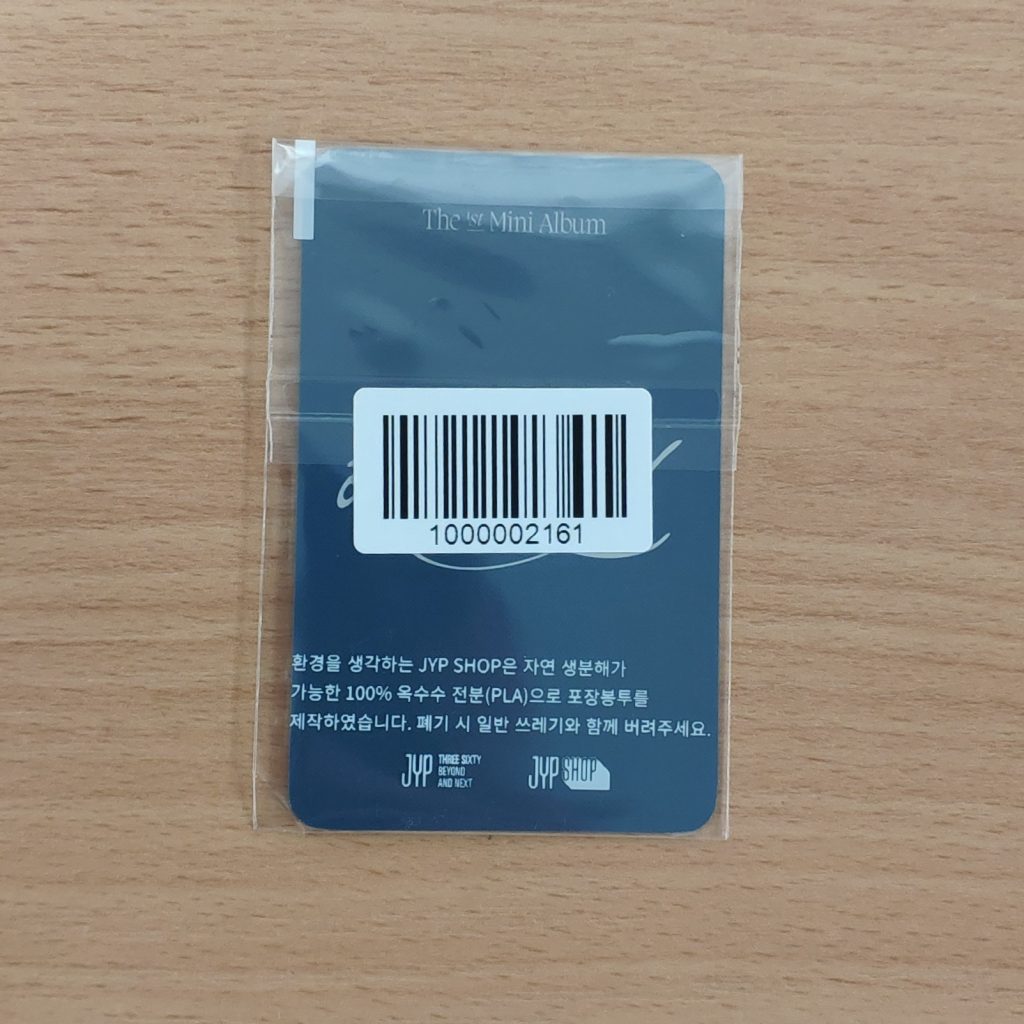 The 1st Mini Album
1000002161
환경을 생각하는 JYP SHOP은 자연 생분해가
가능한 100% 옥수수 전분(PLA)으로 포장봉투를
제작하였습니다. 폐기 시 일반 쓰레기와 함께 버려주세요.
JYP THREE SIXTY
BEYOND
AND NEXT
JYP SHOP